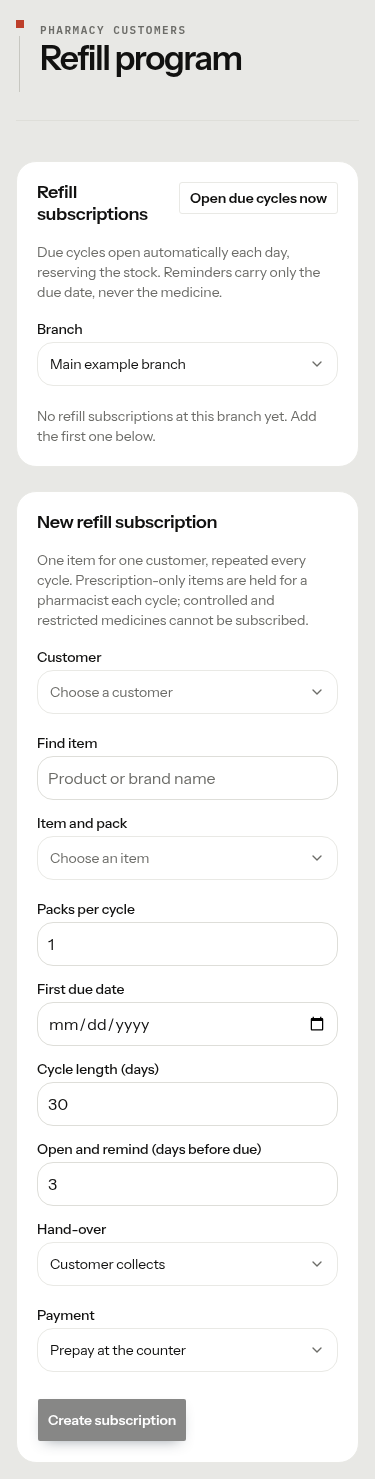 PHARMACY CUSTOMERS
Refill program
Refill
subscriptions
Open due cycles now
Due cycles open automatically each day,
reserving the stock. Reminders carry only the
due date, never the medicine.
Branch
Main example branch
No refill subscriptions at this branch yet. Add
the first one below.
New refill subscription
One item for one customer, repeated every
cycle. Prescription-only items are held for a
pharmacist each cycle; controlled and
restricted medicines cannot be subscribed.
Customer
Choose a customer
Find item
Product or brand name
Item and pack
Choose an item
Packs per cycle
1
First due date
mm/dd/yyyy
Cycle length (days)
30
Open and remind (days before due)
3
Hand-over
Customer collects
Payment
Prepay at the counter
Create subscription